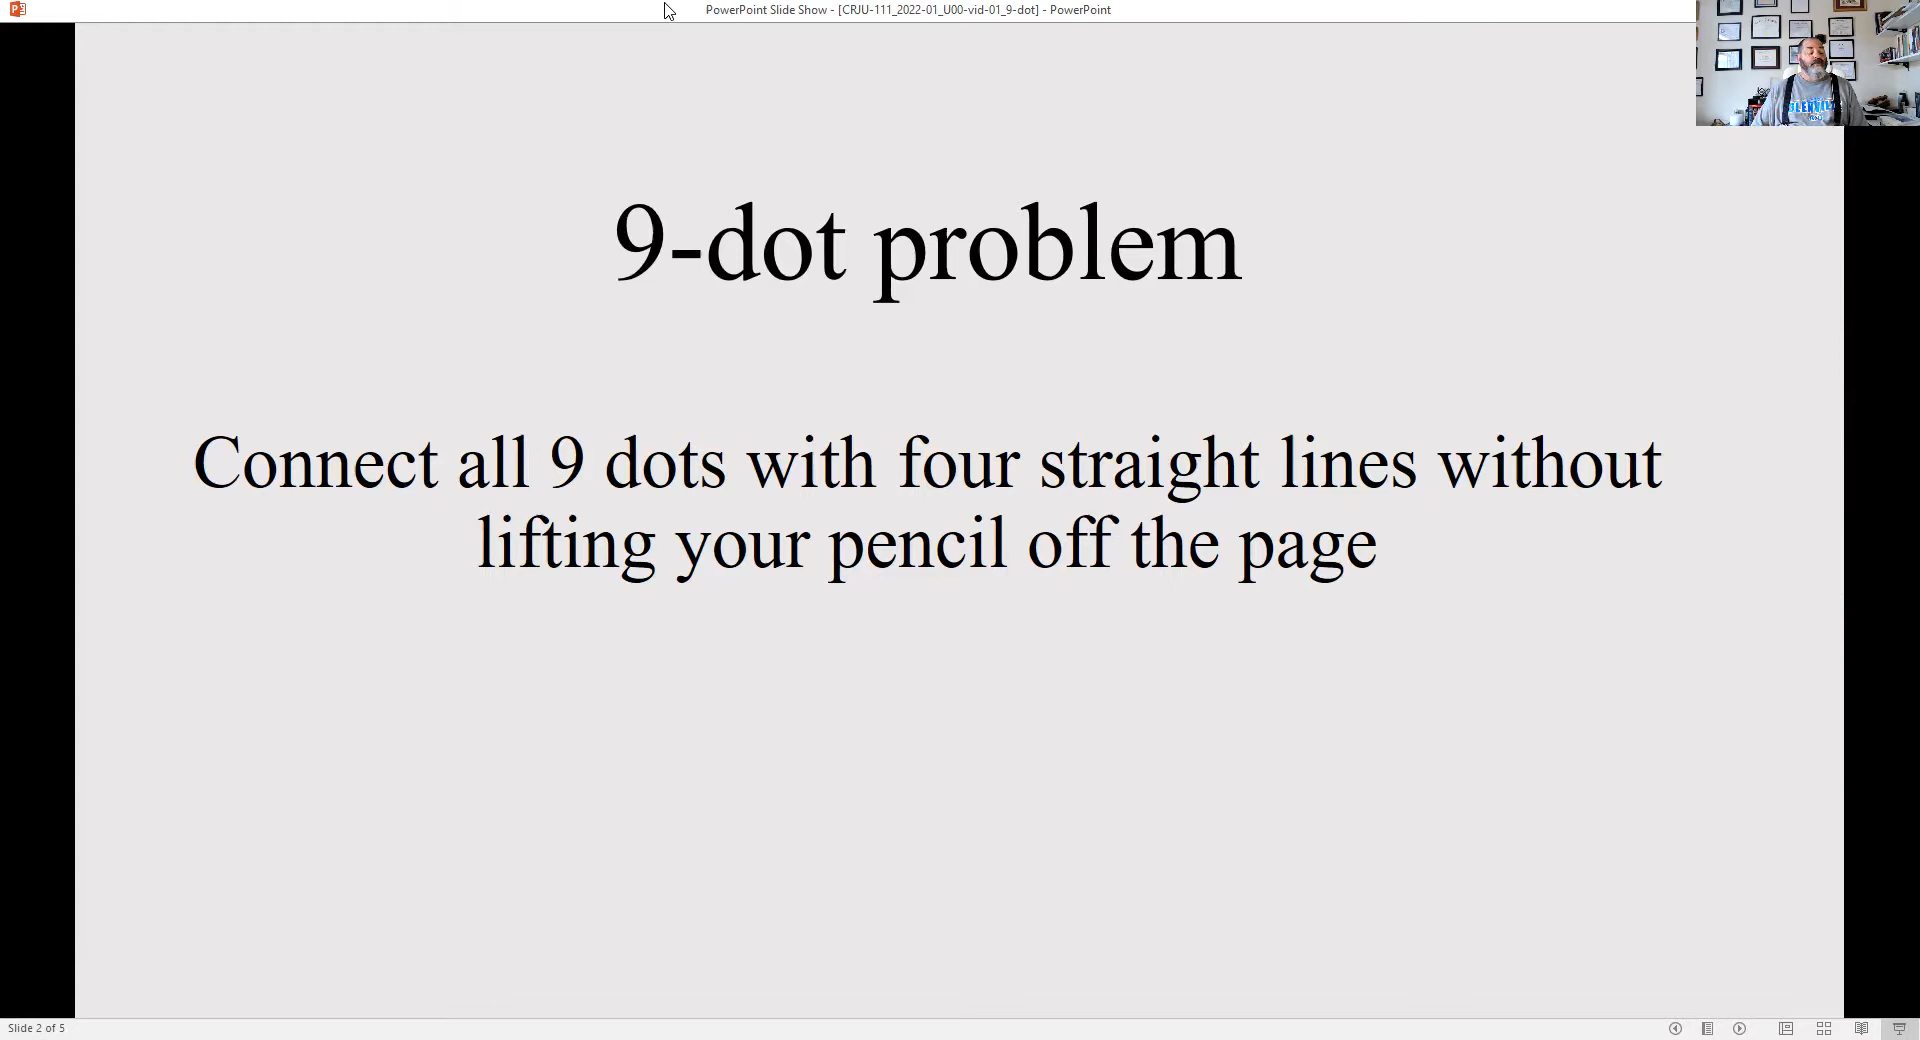 PowerPoint Slide Show - [CRJU-111_2022-01_U00-vid-01_9-dot] - PowerPoint
9-dot problem
Connect all 9 dots with four straight lines without
lifting your pencil off the page
Slide 2 of 5